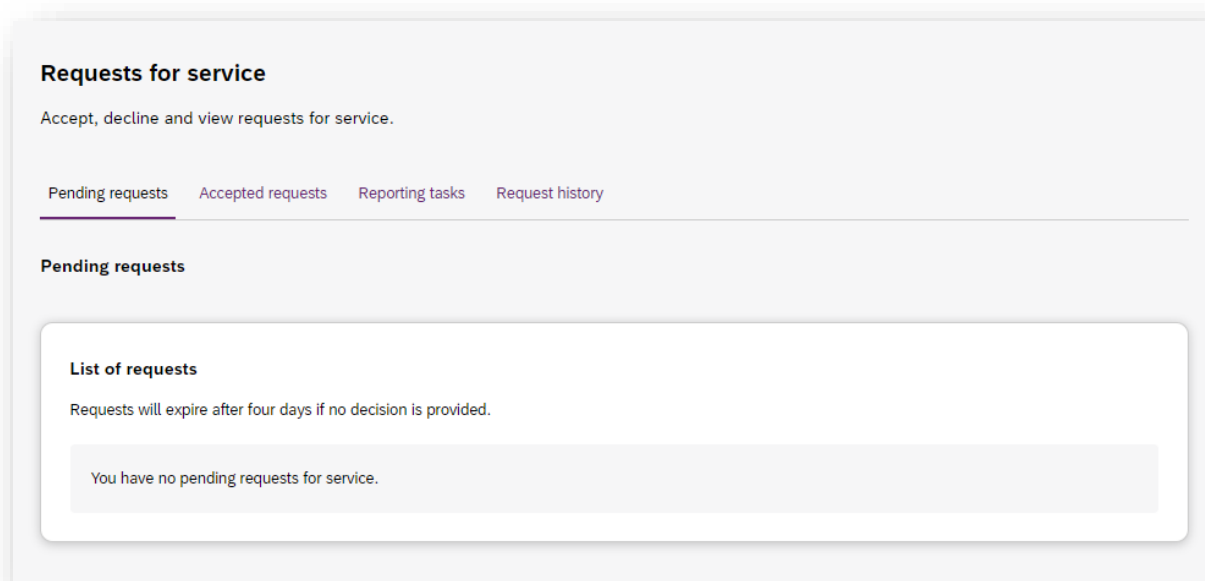 Requests for service
Accept, decline and view requests for service.
Pending requests Accepted requests Reporting tasks Request history
Pending requests
List of requests
Requests will expire after four days if no decision is provided.
You have no pending requests for service.